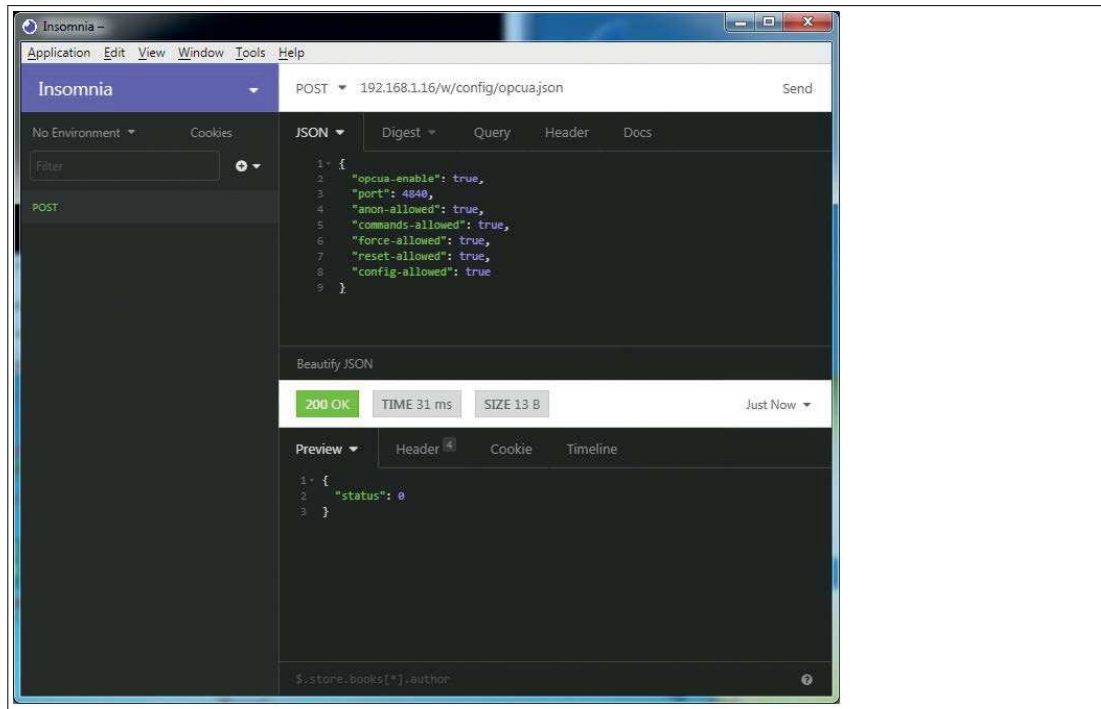 Insomnia –
Application Edit View Window Tools Help
Insomnia
POST 192.168.1.16/w/config/opcua.json Send
No Environment Cookies
JSON Digest Query Header Docs
Filter
POST
1 {
2 "opcua-enable": true,
3 "port": 4840,
4 "anon-allowed": true,
5 "commands-allowed": true,
6 "force-allowed": true,
7 "reset-allowed": true,
8 "config-allowed": true
9 }
Beautify JSON
200 OK TIME 31 ms SIZE 13 B Just Now
Preview Header 4 Cookie Timeline
1 {
2 "status": 0
3 }
$.store.books[*].author